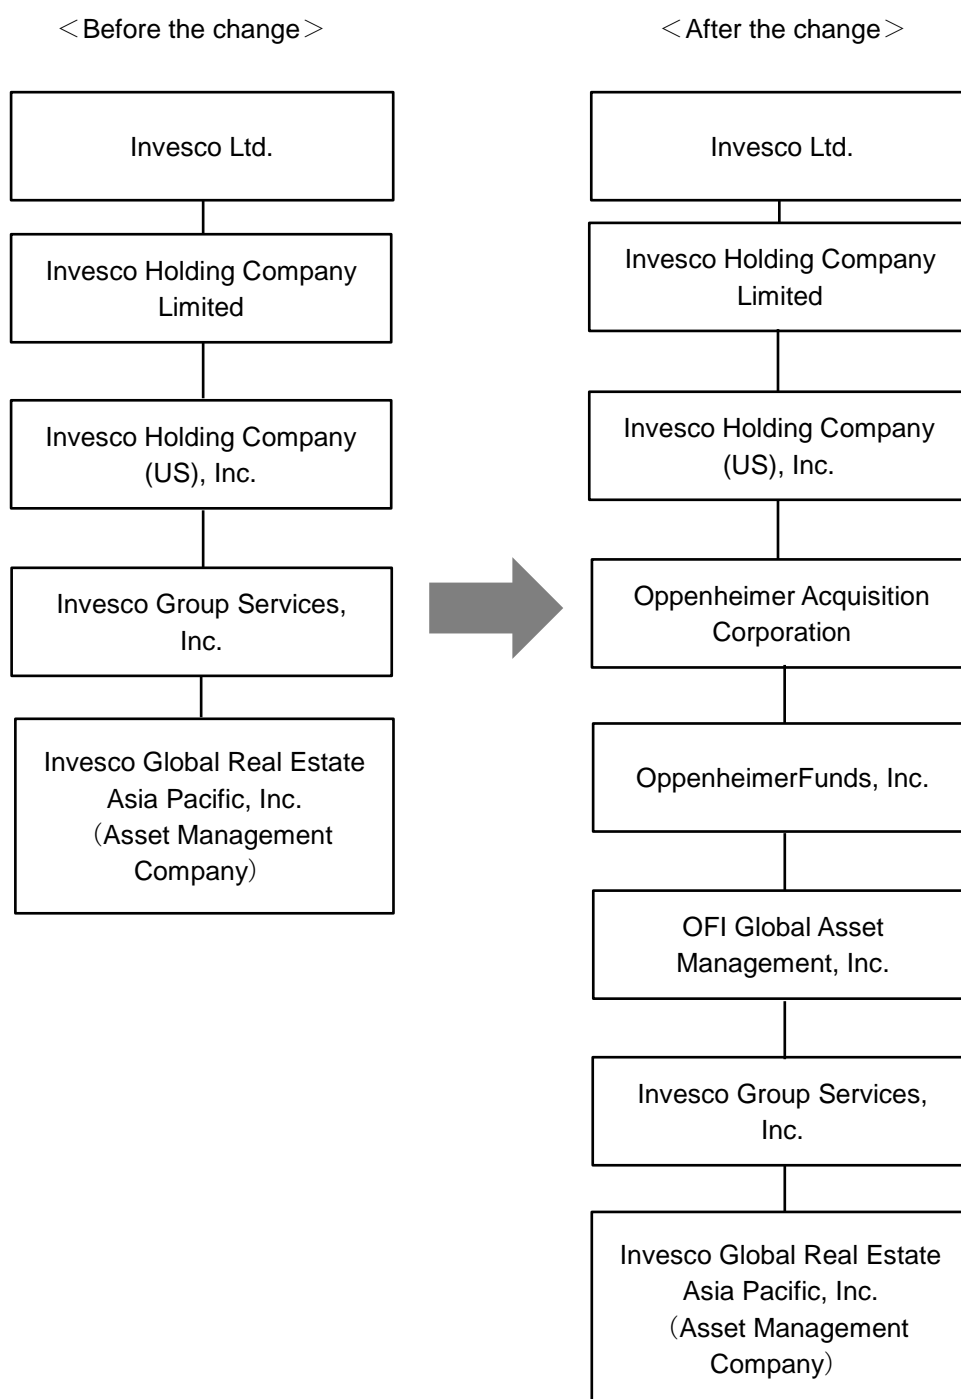 ＜Before the change＞
Invesco Ltd.
Invesco Holding Company
Limited
Invesco Holding Company
(US), Inc.
Invesco Group Services,
Inc.
Invesco Global Real Estate
Asia Pacific, Inc.
（Asset Management
Company）
＜After the change＞
Invesco Ltd.
Invesco Holding Company
Limited
Invesco Holding Company
(US), Inc.
Oppenheimer Acquisition
Corporation
OppenheimerFunds, Inc.
OFI Global Asset
Management, Inc.
Invesco Group Services,
Inc.
Invesco Global Real Estate
Asia Pacific, Inc.
（Asset Management
Company）